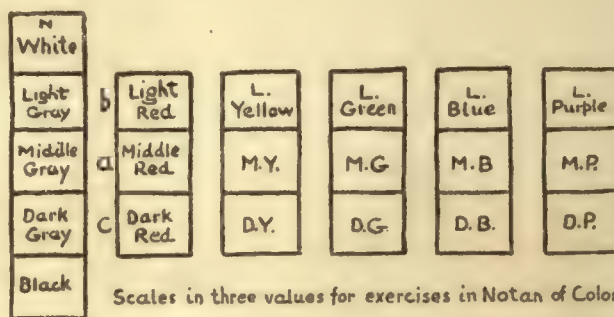 N
White
Light Gray b Light Red L. Yellow L. Green L. Blue L. Purple
Middle Gray a Middle Red M.Y. M.G M.B M.P.
Dark Gray C Dark Red D.Y. D.G. D.B. D.P.
Black
Scales in three values for exercises in Notan of Color